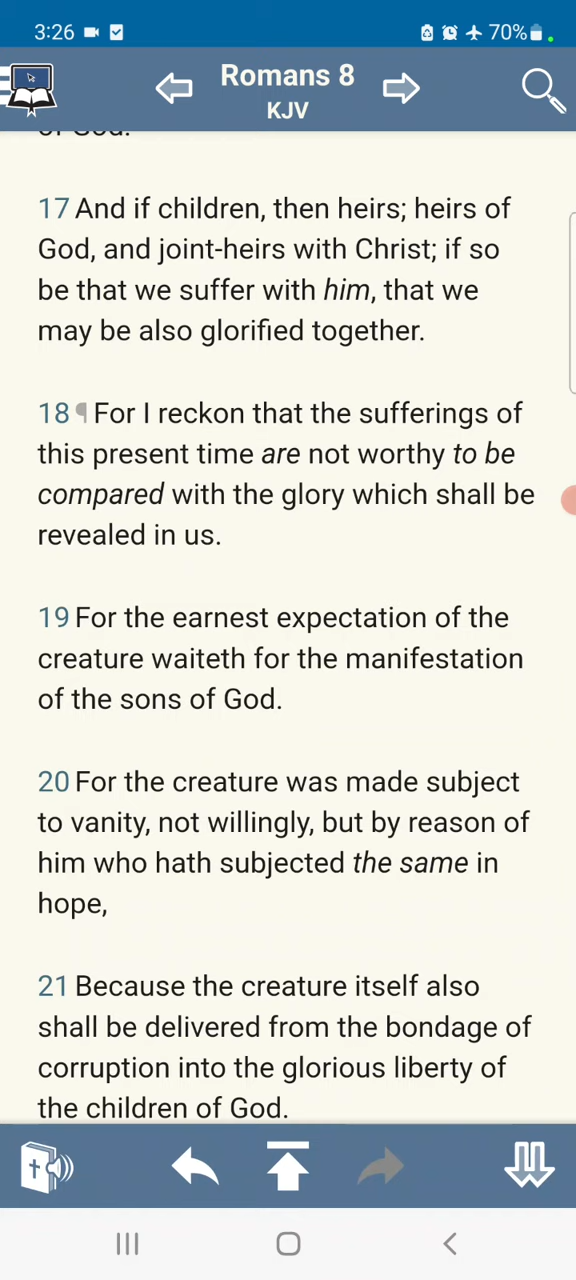 3:26
70%
Romans 8
KJV
of God.
17 And if children, then heirs; heirs of
God, and joint-heirs with Christ; if so
be that we suffer with him, that we
may be also glorified together.
18 ¶ For I reckon that the sufferings of
this present time are not worthy to be
compared with the glory which shall be
revealed in us.
19 For the earnest expectation of the
creature waiteth for the manifestation
of the sons of God.
20 For the creature was made subject
to vanity, not willingly, but by reason of
him who hath subjected the same in
hope,
21 Because the creature itself also
shall be delivered from the bondage of
corruption into the glorious liberty of
the children of God.